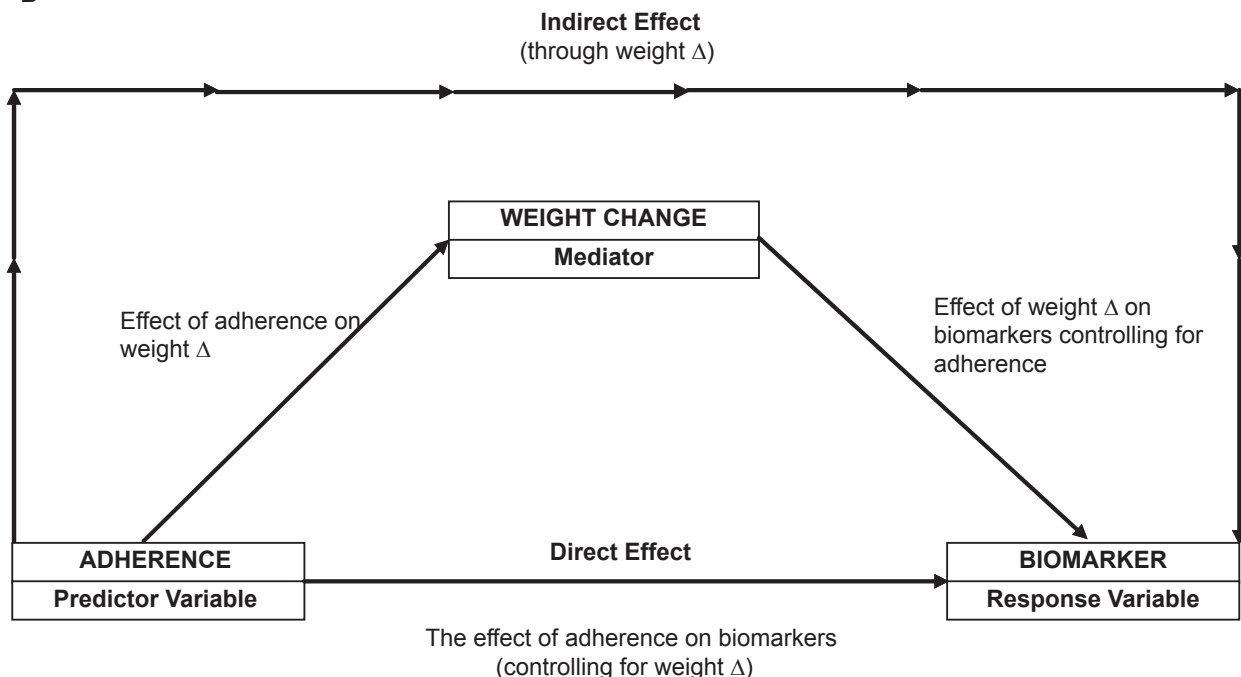 Indirect Effect
(through weight Δ)
WEIGHT CHANGE
Mediator
Effect of adherence on
weight Δ
Effect of weight Δ on
biomarkers controlling for
adherence
ADHERENCE
Predictor Variable
Direct Effect
BIOMARKER
Response Variable
The effect of adherence on biomarkers
(controlling for weight Δ)